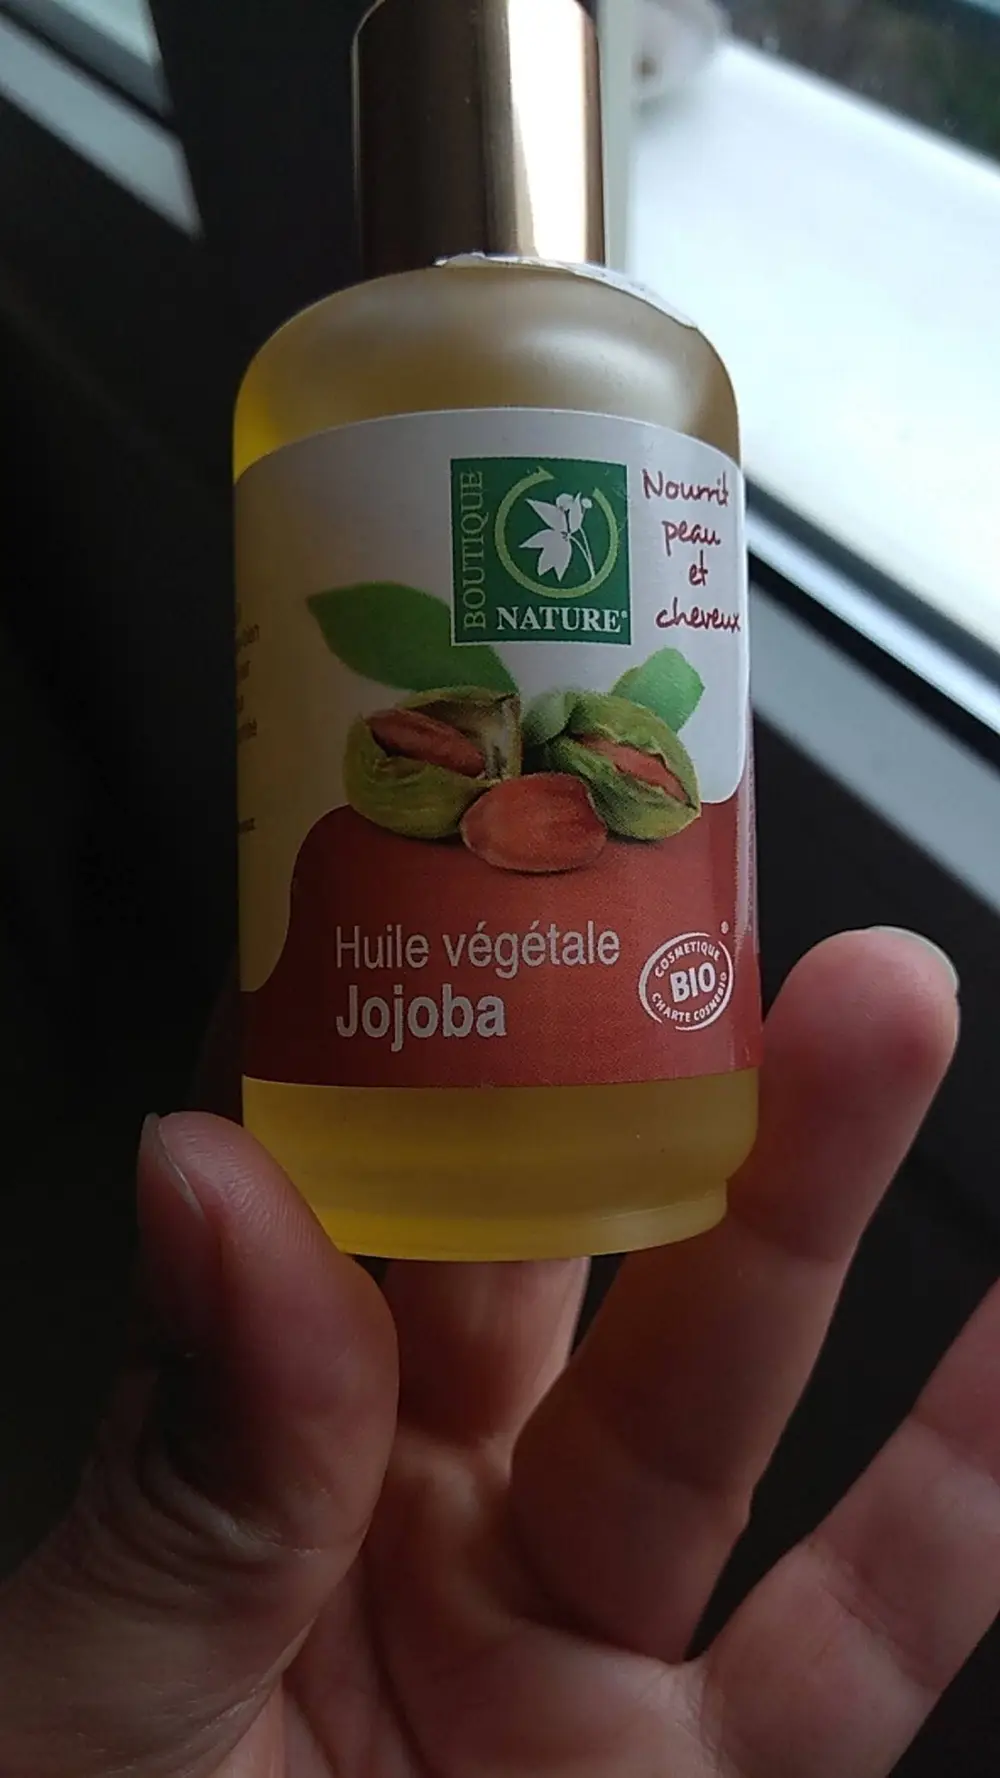 BOUTIQUE
NATURE®
Nourrit
peau
et
cheveux
Huile végétale
Jojoba
COSMETIQUE
BIO
CHARTE COSMEBIO